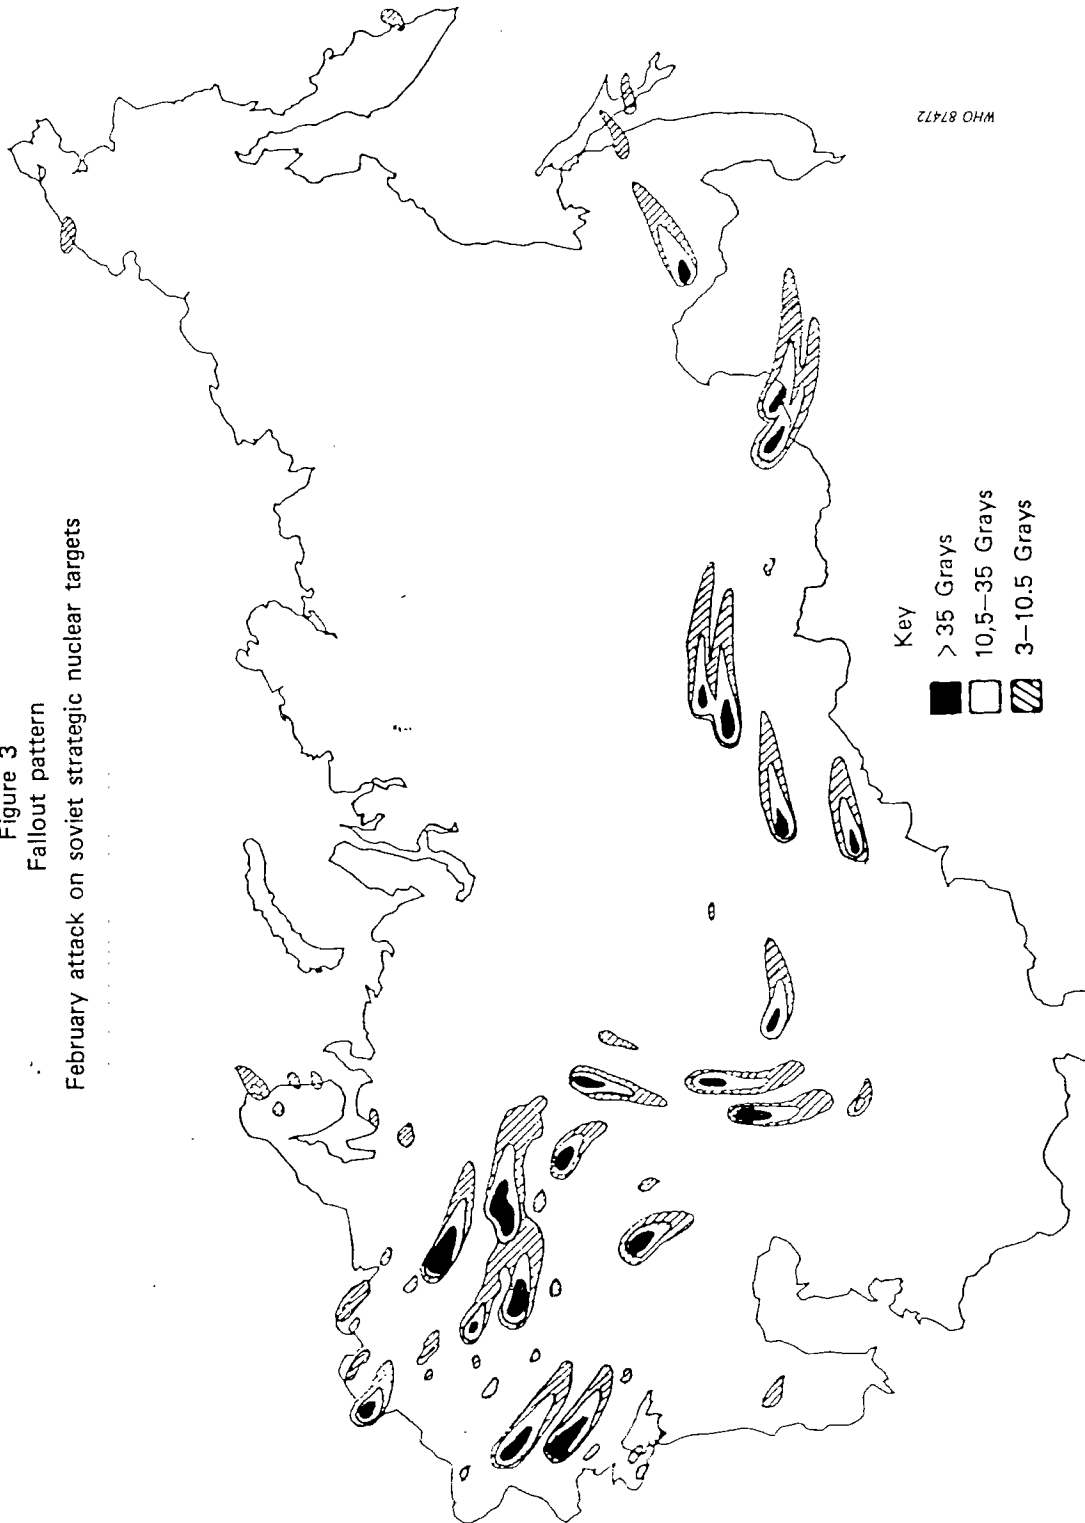 Figure 3
Fallout pattern
February attack on soviet strategic nuclear targets
Key
> 35 Grays
10,5–35 Grays
3–10.5 Grays
WHO 87472